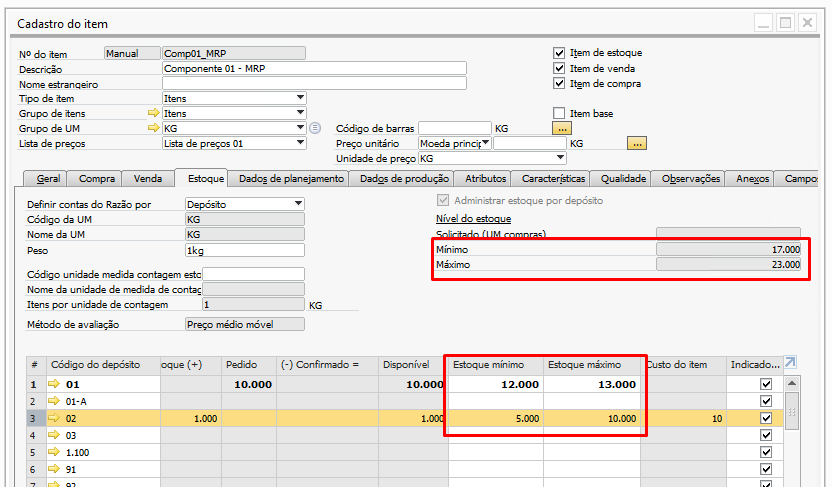 Cadastro do item
Nº do item Manual Comp01_MRP
Descrição Componente 01 - MRP
Nome estrangeiro
Tipo de item Itens
Grupo de itens Itens
Grupo de UM KG
Lista de preços Lista de preços 01
Item de estoque
Item de venda
Item de compra
Item base
Código de barras KG ...
Preço unitário Moeda princip KG ...
Unidade de preço KG
Geral Compra Venda Estoque Dados de planejamento Dados de produção Atributos Características Qualidade Observações Anexos Campos
Definir contas do Razão por Depósito
Código da UM KG
Nome da UM KG
Peso 1kg
Código unidade medida contagem esto
Nome da unidade de medida de contag
Itens por unidade de contagem 1 KG
Método de avaliação Preço médio móvel
Administrar estoque por depósito
Nível do estoque
Solicitado (UM compras)
Mínimo 17.000
Máximo 23.000
# Código do depósito oque (+) Pedido (-) Confirmado = Disponível Estoque mínimo Estoque máximo Custo do item Indicado...
1 01 10.000 10.000 12.000 13.000
2 01-A
3 02 1.000 1.000 5.000 10.000 10
4 03
5 1.100
6 91
7 92